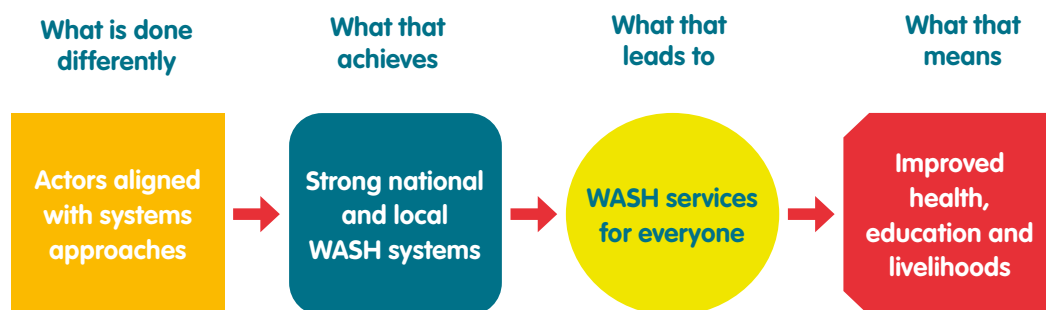 What is done
differently
What that
achieves
What that
leads to
What that
means
Actors aligned
with systems
approaches
Strong national
and local
WASH systems
WASH services
for everyone
Improved
health,
education and
livelihoods